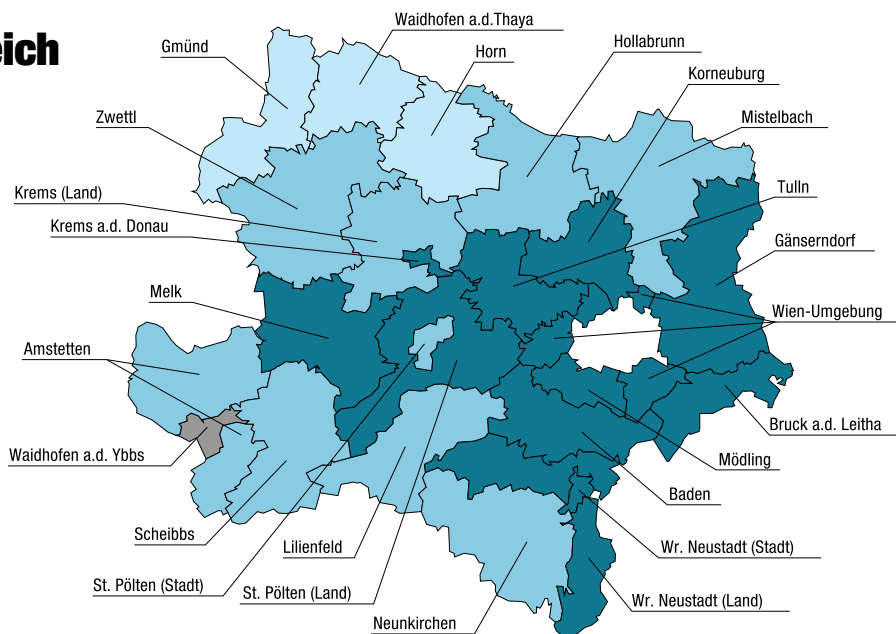 eich
Waidhofen a.d.Thaya
Gmünd
Horn
Hollabrunn
Korneuburg
Zwettl
Mistelbach
Krems (Land)
Tulln
Krems a.d. Donau
Gänserndorf
Melk
Wien-Umgebung
Amstetten
Bruck a.d. Leitha
Waidhofen a.d. Ybbs
Mödling
Baden
Scheibbs
Lilienfeld
Wr. Neustadt (Stadt)
St. Pölten (Stadt)
St. Pölten (Land)
Wr. Neustadt (Land)
Neunkirchen